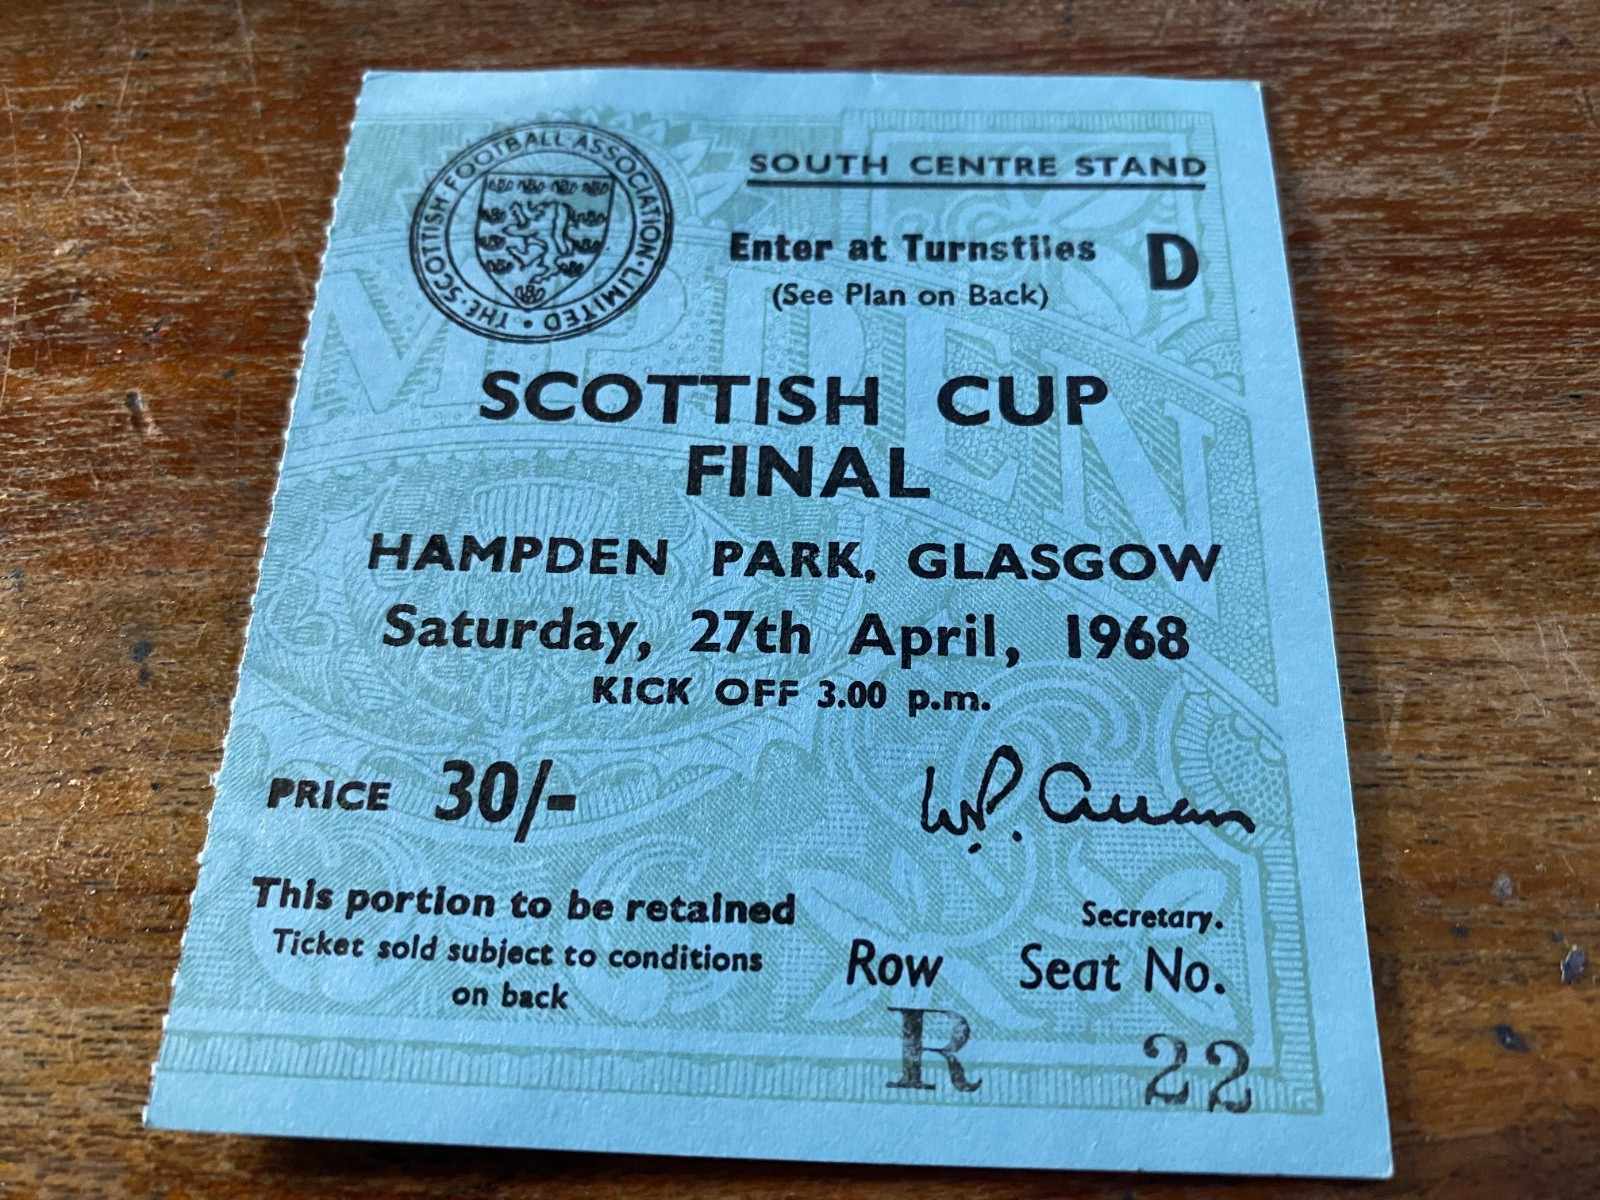 THE·SCOTTISH·FOOTBALL·ASSOCIATION·LIMITED•
SOUTH CENTRE STAND
Enter at Turnstiles D
(See Plan on Back)
SCOTTISH CUP
FINAL
HAMPDEN PARK, GLASGOW
Saturday, 27th April, 1968
KICK OFF 3.00 p.m.
PRICE 30/-
W.P. Allan
This portion to be retained
Secretary.
Ticket sold subject to conditions
on back
Row Seat No.
R 22
MPDEN